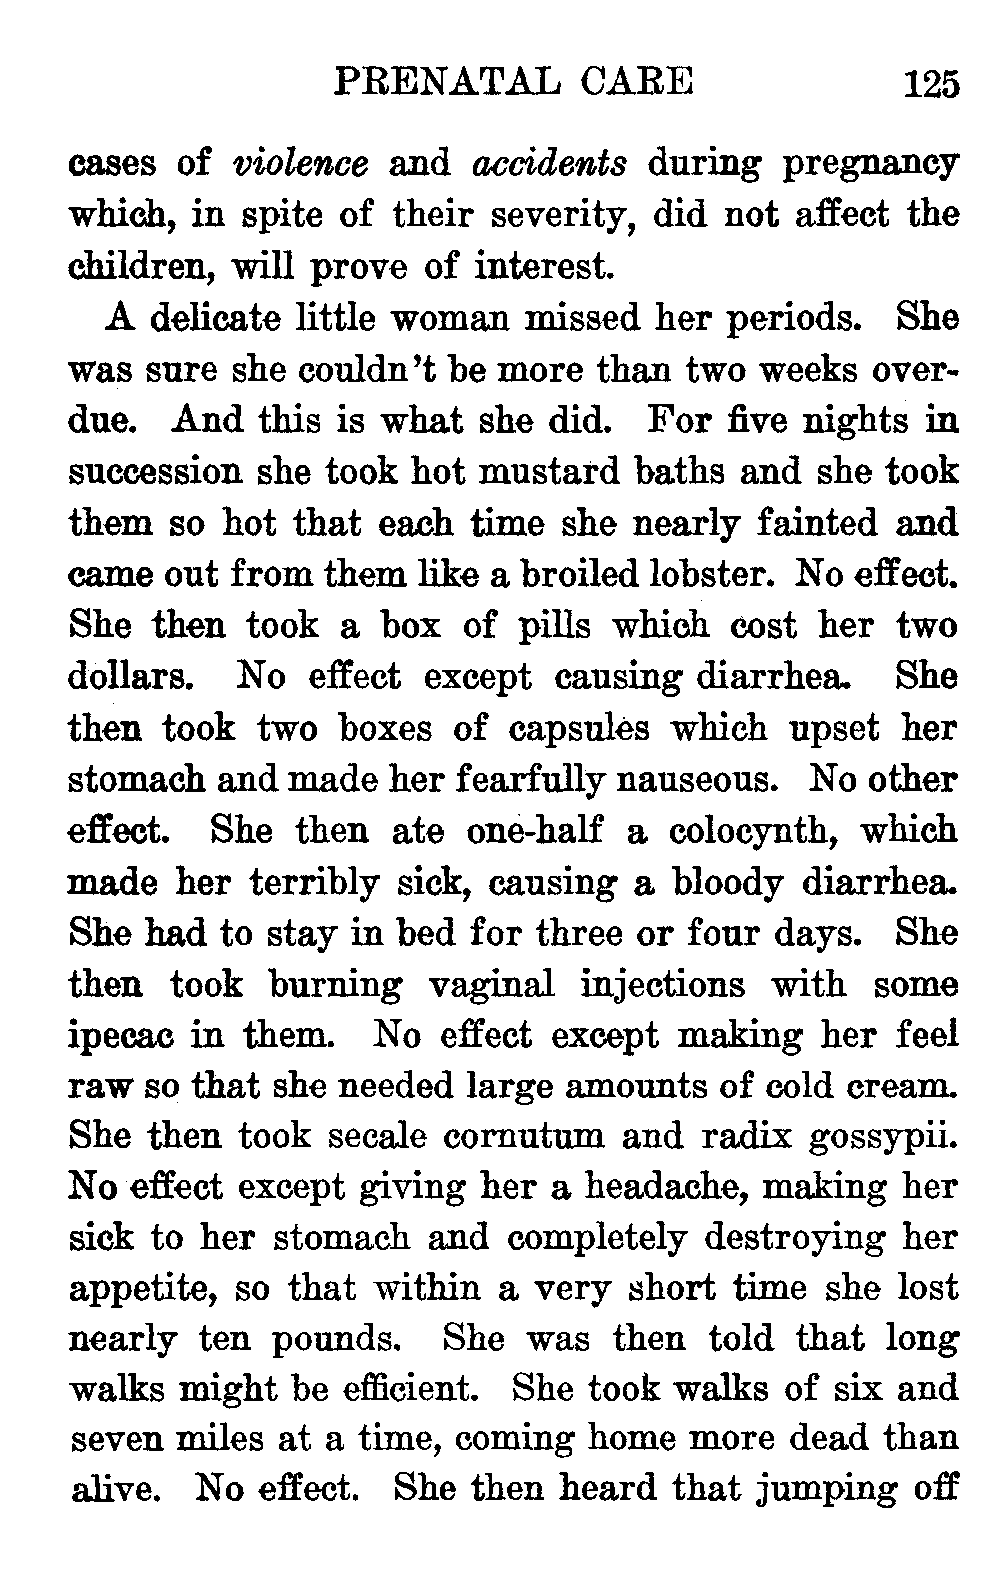 PRENATAL CARE 125
cases of violence and accidents during pregnancy
which, in spite of their severity, did not affect the
children, will prove of interest.
A delicate little woman missed her periods. She
was sure she couldn't be more than two weeks over-
due. And this is what she did. For five nights in
succession she took hot mustard baths and she took
them so hot that each time she nearly fainted and
came out from them like a broiled lobster. No effect.
She then took a box of pills which cost her two
dollars. No effect except causing diarrhea. She
then took two boxes of capsules which upset her
stomach and made her fearfully nauseous. No other
effect. She then ate one-half a colocynth, which
made her terribly sick, causing a bloody diarrhea.
She had to stay in bed for three or four days. She
then took burning vaginal injections with some
ipecac in them. No effect except making her feel
raw so that she needed large amounts of cold cream.
She then took secale cornutum and radix gossypii.
No effect except giving her a headache, making her
sick to her stomach and completely destroying her
appetite, so that within a very short time she lost
nearly ten pounds. She was then told that long
walks might be efficient. She took walks of six and
seven miles at a time, coming home more dead than
alive. No effect. She then heard that jumping off